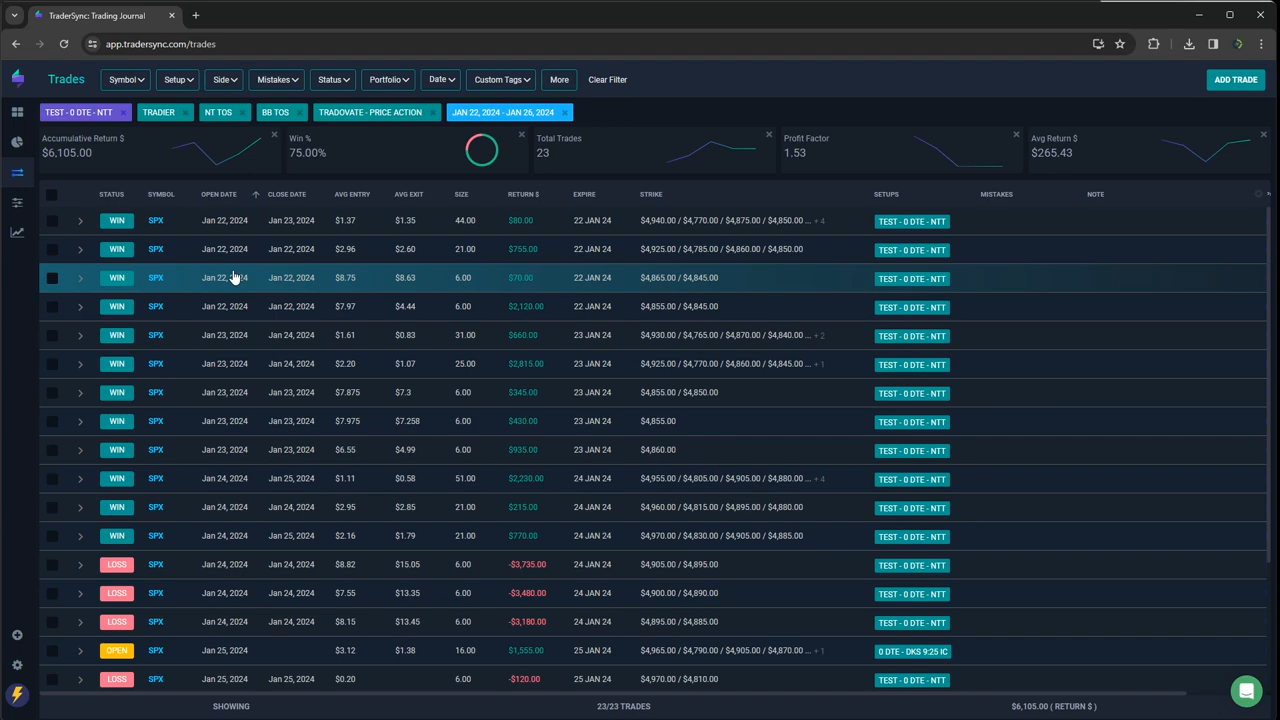 TraderSync: Trading Journal
app.tradersync.com/trades
Trades Symbol Setup Side Mistakes Status Portfolio Date Custom Tags More Clear Filter ADD TRADE
TEST - 0 DTE - NTT × TRADIER × NT TOS × BB TOS × TRADOVATE - PRICE ACTION × JAN 22, 2024 - JAN 26, 2024 ×
Accumulative Return $ Win % Total Trades Profit Factor Avg Return $
$6,105.00 75.00% 23 1.53 $265.43
STATUS SYMBOL OPEN DATE CLOSE DATE AVG ENTRY AVG EXIT SIZE RETURN $ EXPIRE STRIKE SETUPS MISTAKES NOTE
WIN SPX Jan 22, 2024 Jan 23, 2024 $1.37 $1.35 44.00 $80.00 22 JAN 24 $4,940.00 / $4,770.00 / $4,875.00 / $4,850.00 ... + 4 TEST - 0 DTE - NTT
WIN SPX Jan 22, 2024 Jan 22, 2024 $2.96 $2.60 21.00 $755.00 22 JAN 24 $4,925.00 / $4,785.00 / $4,860.00 / $4,850.00 TEST - 0 DTE - NTT
WIN SPX Jan 22, 2024 Jan 22, 2024 $8.75 $8.63 6.00 $70.00 22 JAN 24 $4,865.00 / $4,845.00 TEST - 0 DTE - NTT
WIN SPX Jan 22, 2024 Jan 22, 2024 $7.97 $4.44 6.00 $2,120.00 22 JAN 24 $4,855.00 / $4,845.00 TEST - 0 DTE - NTT
WIN SPX Jan 23, 2024 Jan 24, 2024 $1.61 $0.83 31.00 $660.00 23 JAN 24 $4,930.00 / $4,765.00 / $4,870.00 / $4,840.00 ... + 2 TEST - 0 DTE - NTT
WIN SPX Jan 23, 2024 Jan 24, 2024 $2.20 $1.07 25.00 $2,815.00 23 JAN 24 $4,925.00 / $4,770.00 / $4,860.00 / $4,845.00 ... + 1 TEST - 0 DTE - NTT
WIN SPX Jan 23, 2024 Jan 23, 2024 $7.875 $7.3 6.00 $345.00 23 JAN 24 $4,855.00 / $4,850.00 TEST - 0 DTE - NTT
WIN SPX Jan 23, 2024 Jan 23, 2024 $7.975 $7.258 6.00 $430.00 23 JAN 24 $4,855.00 TEST - 0 DTE - NTT
WIN SPX Jan 23, 2024 Jan 23, 2024 $6.55 $4.99 6.00 $935.00 23 JAN 24 $4,860.00 TEST - 0 DTE - NTT
WIN SPX Jan 24, 2024 Jan 25, 2024 $1.11 $0.58 51.00 $2,230.00 24 JAN 24 $4,955.00 / $4,805.00 / $4,905.00 / $4,880.00 ... + 4 TEST - 0 DTE - NTT
WIN SPX Jan 24, 2024 Jan 24, 2024 $2.95 $2.85 21.00 $215.00 24 JAN 24 $4,960.00 / $4,815.00 / $4,895.00 / $4,880.00 TEST - 0 DTE - NTT
WIN SPX Jan 24, 2024 Jan 25, 2024 $2.16 $1.79 21.00 $770.00 24 JAN 24 $4,970.00 / $4,830.00 / $4,905.00 / $4,885.00 TEST - 0 DTE - NTT
LOSS SPX Jan 24, 2024 Jan 24, 2024 $8.82 $15.05 6.00 -$3,735.00 24 JAN 24 $4,905.00 / $4,895.00 TEST - 0 DTE - NTT
LOSS SPX Jan 24, 2024 Jan 24, 2024 $7.55 $13.35 6.00 -$3,480.00 24 JAN 24 $4,900.00 / $4,890.00 TEST - 0 DTE - NTT
LOSS SPX Jan 24, 2024 Jan 24, 2024 $8.15 $13.45 6.00 -$3,180.00 24 JAN 24 $4,895.00 / $4,885.00 TEST - 0 DTE - NTT
OPEN SPX Jan 25, 2024 $3.12 $1.38 16.00 $1,555.00 25 JAN 24 $4,965.00 / $4,790.00 / $4,905.00 / $4,870.00 ... + 1 0 DTE - DKS 9:25 IC
LOSS SPX Jan 25, 2024 Jan 25, 2024 $0.20 6.00 -$120.00 25 JAN 24 $4,970.00 / $4,810.00 TEST - 0 DTE - NTT
SHOWING 23/23 TRADES $6,105.00 ( RETURN $ )